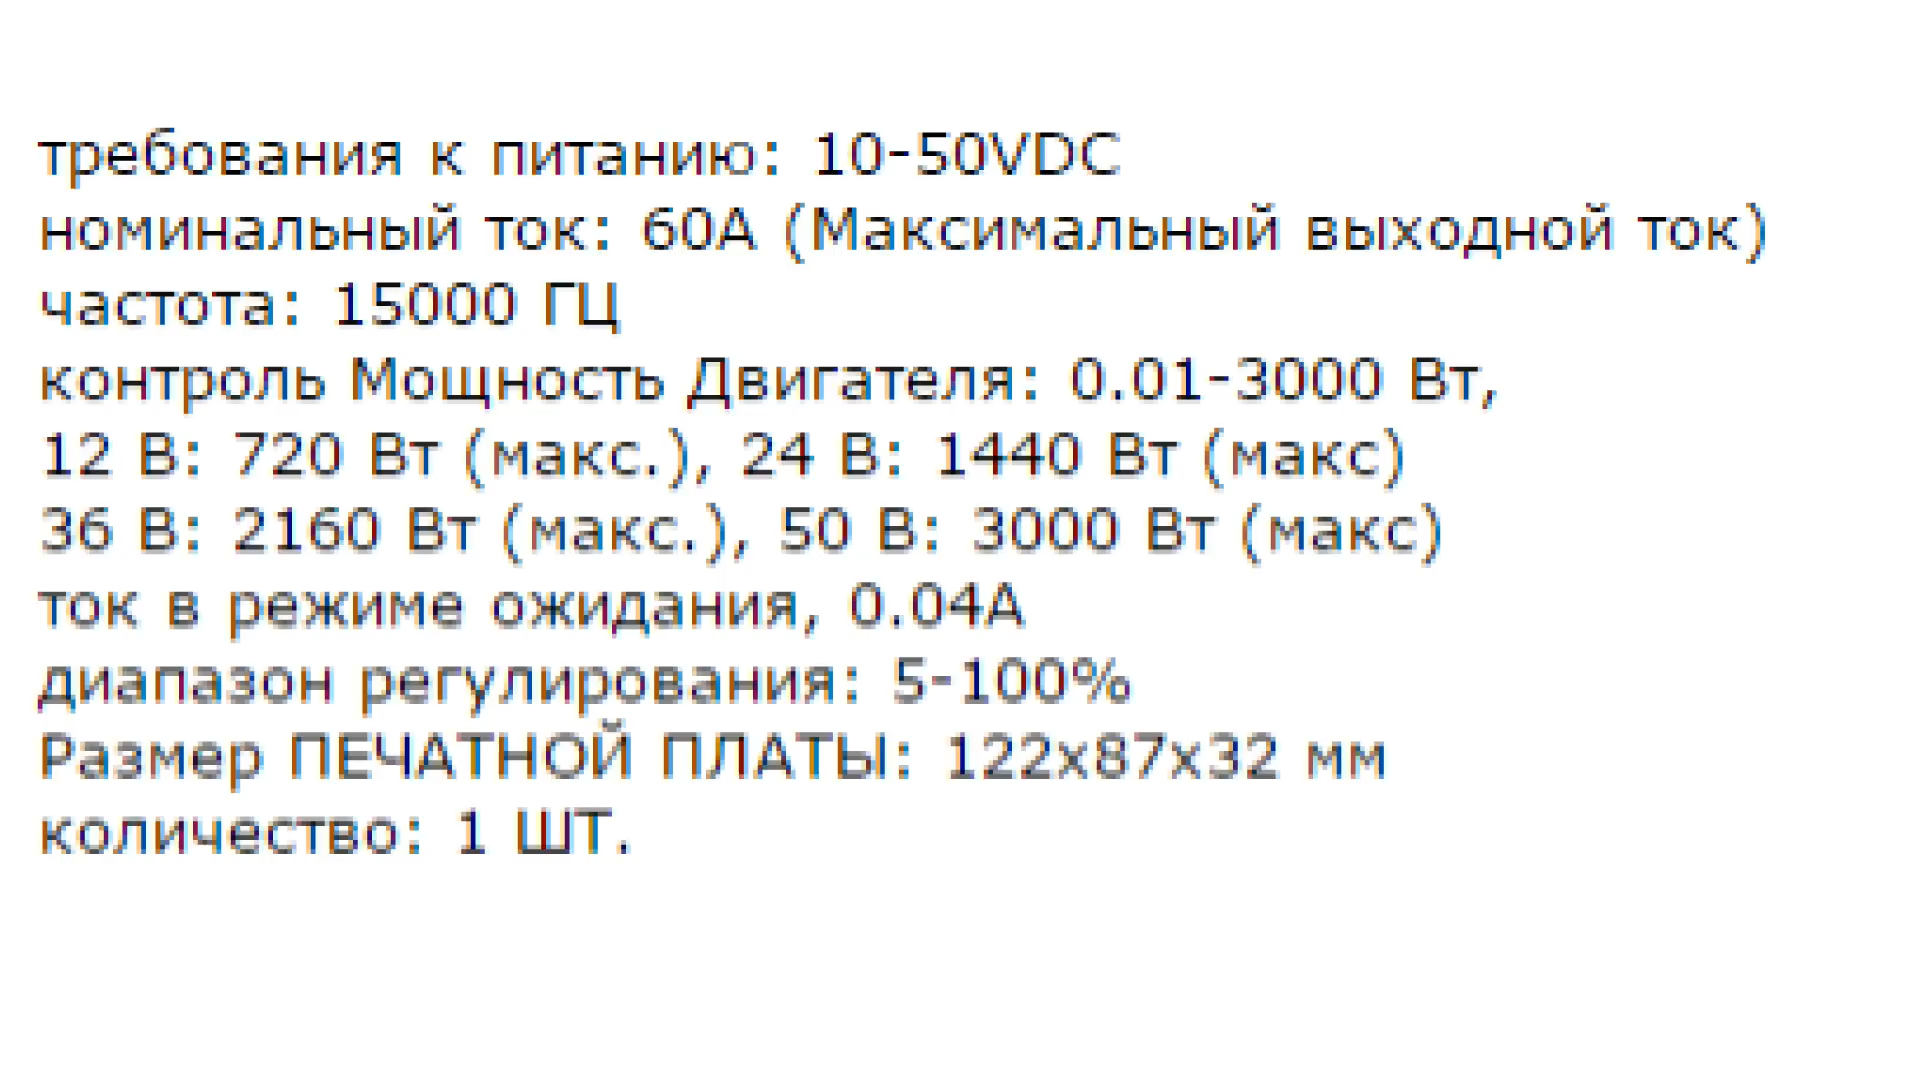 требования к питанию: 10-50VDC
номинальный ток: 60А (Максимальный выходной ток)
частота: 15000 ГЦ
контроль Мощность Двигателя: 0.01-3000 Вт,
12 В: 720 Вт (макс.), 24 В: 1440 Вт (макс)
36 В: 2160 Вт (макс.), 50 В: 3000 Вт (макс)
ток в режиме ожидания, 0.04А
диапазон регулирования: 5-100%
Размер ПЕЧАТНОЙ ПЛАТЫ: 122x87x32 мм
количество: 1 ШТ.